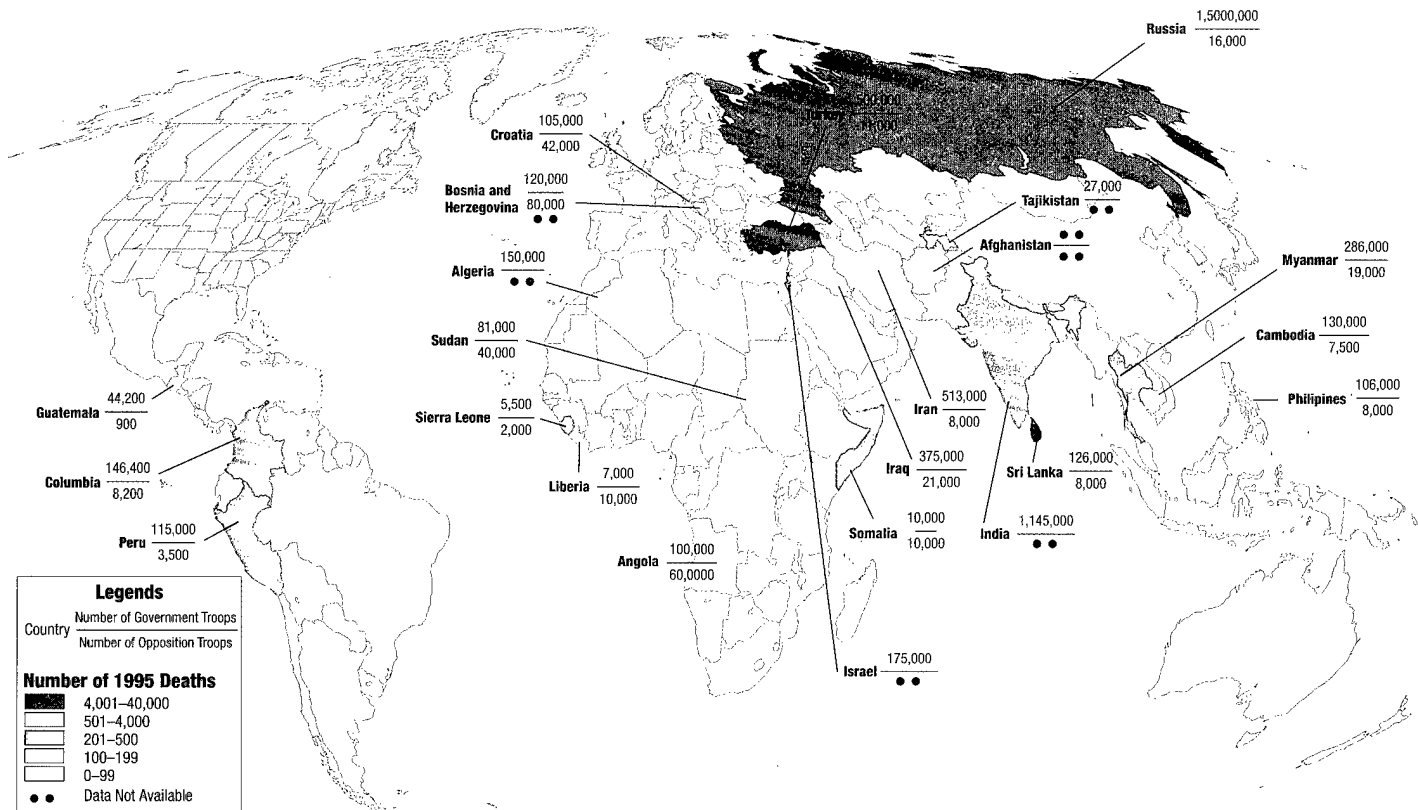 Russia 1,5000,000
16,000
Turkey
Croatia 105,000
42,000
Bosnia and Herzegovina 120,000
80,000
● ●
Tajikistan 27,000
● ●
Afghanistan ● ●
● ●
Algeria 150,000
● ●
Myanmar 286,000
19,000
Sudan 81,000
40,000
Cambodia 130,000
7,500
Guatemala 44,200
900
Sierra Leone 5,500
2,000
Iran 513,000
8,000
Philipines 106,000
8,000
Columbia 146,400
8,200
Liberia 7,000
10,000
Iraq 375,000
21,000
Sri Lanka 126,000
8,000
Peru 115,000
3,500
Somalia 10,000
10,000
India 1,145,000
● ●
Angola 100,000
60,0000
Israel 175,000
● ●
Legends
Country Number of Government Troops
Number of Opposition Troops
Number of 1995 Deaths
4,001–40,000
501–4,000
201–500
100–199
0–99
● ● Data Not Available